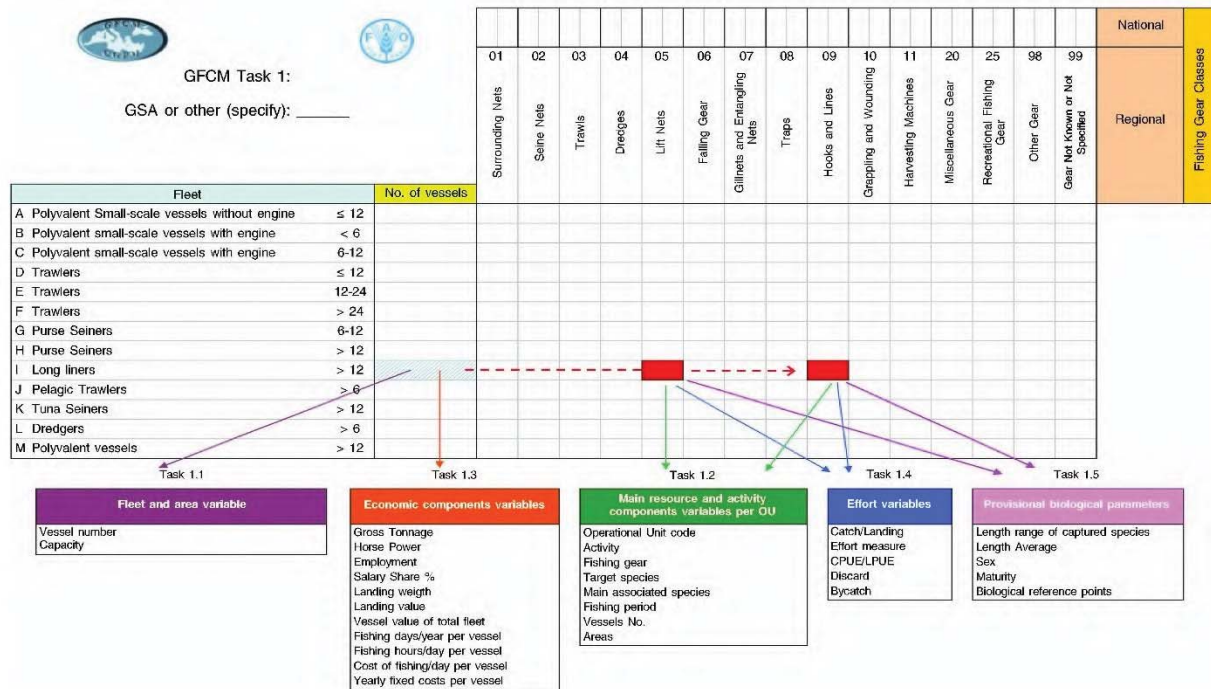 GFCM Task 1:
GSA or other (specify): ______
01
02
03
04
05
06
07
08
09
10
11
20
25
98
99
Surrounding Nets
Seine Nets
Trawls
Dredges
Lift Nets
Falling Gear
Gillnets and Entangling
Nets
Traps
Hooks and Lines
Grappling and Wounding
Harvesting Machines
Miscellaneous Gear
Recreational Fishing
Gear
Other Gear
Gear Not Known or Not
Specified
National
Regional
Fishing Gear Classes
Fleet No. of vessels
A Polyvalent Small-scale vessels without engine ≤ 12
B Polyvalent small-scale vessels with engine < 6
C Polyvalent small-scale vessels with engine 6-12
D Trawlers ≤ 12
E Trawlers 12-24
F Trawlers > 24
G Purse Seiners 6-12
H Purse Seiners > 12
I Long liners > 12
J Pelagic Trawlers > 6
K Tuna Seiners > 12
L Dredgers > 6
M Polyvalent vessels > 12
Task 1.1
Fleet and area variable
Vessel number
Capacity
Task 1.3
Economic components variables
Gross Tonnage
Horse Power
Employment
Salary Share %
Landing weigth
Landing value
Vessel value of total fleet
Fishing days/year per vessel
Fishing hours/day per vessel
Cost of fishing/day per vessel
Yearly fixed costs per vessel
Task 1.2
Main resource and activity
components variables per OU
Operational Unit code
Activity
Fishing gear
Target species
Main associated species
Fishing period
Vessels No.
Areas
Task 1.4
Effort variables
Catch/Landing
Effort measure
CPUE/LPUE
Discard
Bycatch
Task 1.5
Provisional biological parameters
Length range of captured species
Length Average
Sex
Maturity
Biological reference points